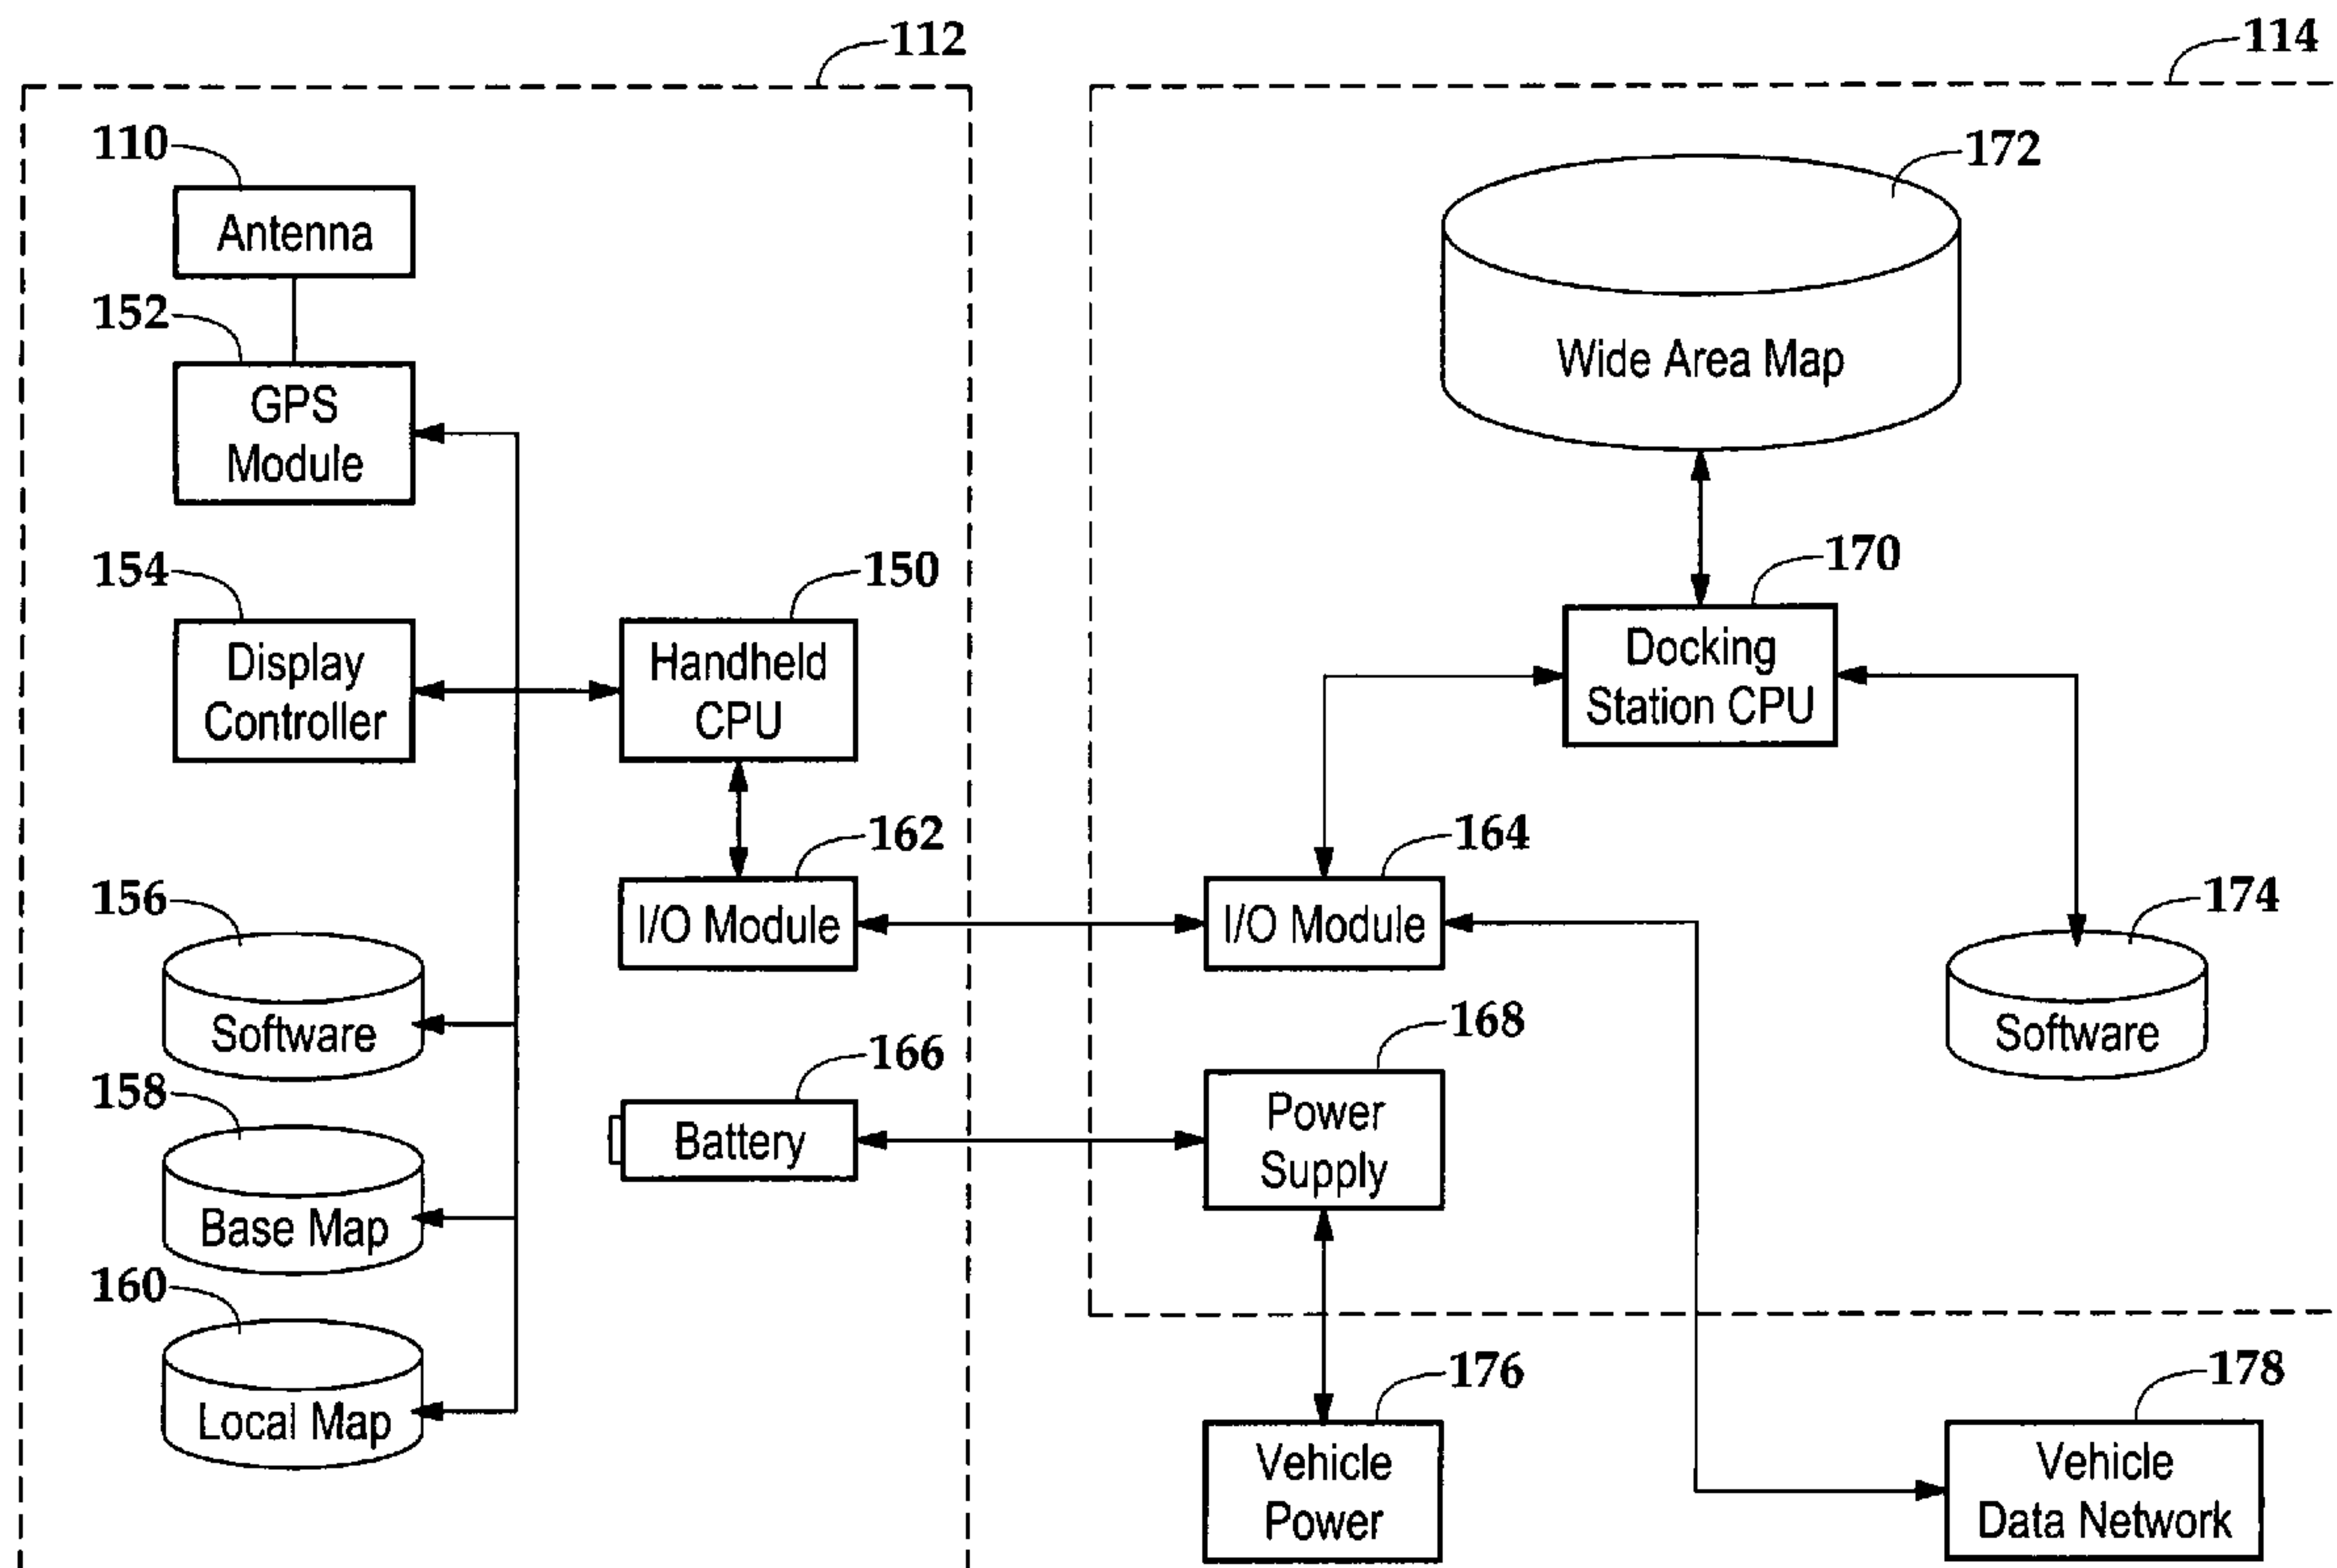 112
114
110
Antenna
172
152
GPS
Module
Wide Area Map
154
150
170
Display
Controller
Handheld
CPU
Docking
Station CPU
162
164
156
I/O Module
I/O Module
174
Software
168
Software
158
166
Power
Supply
Battery
Base Map
160
176
178
Local Map
Vehicle
Power
Vehicle
Data Network